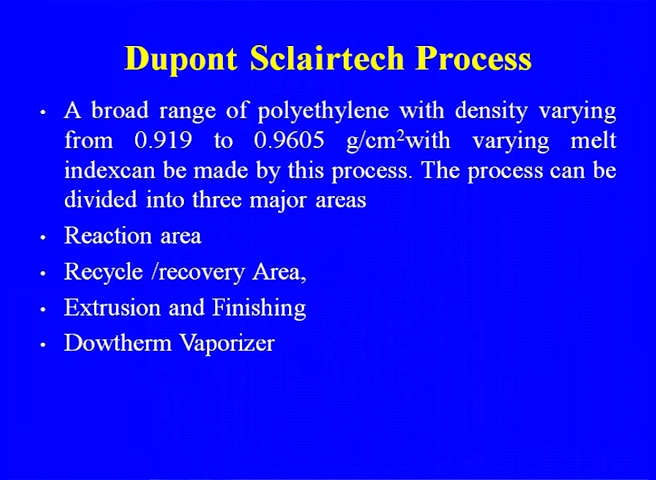 Dupont Sclairtech Process
• A broad range of polyethylene with density varying
from 0.919 to 0.9605 g/cm²with varying melt
indexcan be made by this process. The process can be
divided into three major areas
• Reaction area
• Recycle /recovery Area,
• Extrusion and Finishing
• Dowtherm Vaporizer